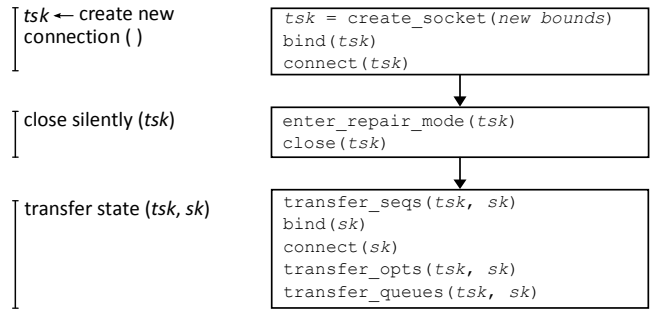 tsk ← create new
connection ( )
tsk = create_socket(new bounds)
bind(tsk)
connect(tsk)
close silently (tsk)
enter_repair_mode(tsk)
close(tsk)
transfer state (tsk, sk)
transfer_seqs(tsk, sk)
bind(sk)
connect(sk)
transfer_opts(tsk, sk)
transfer_queues(tsk, sk)